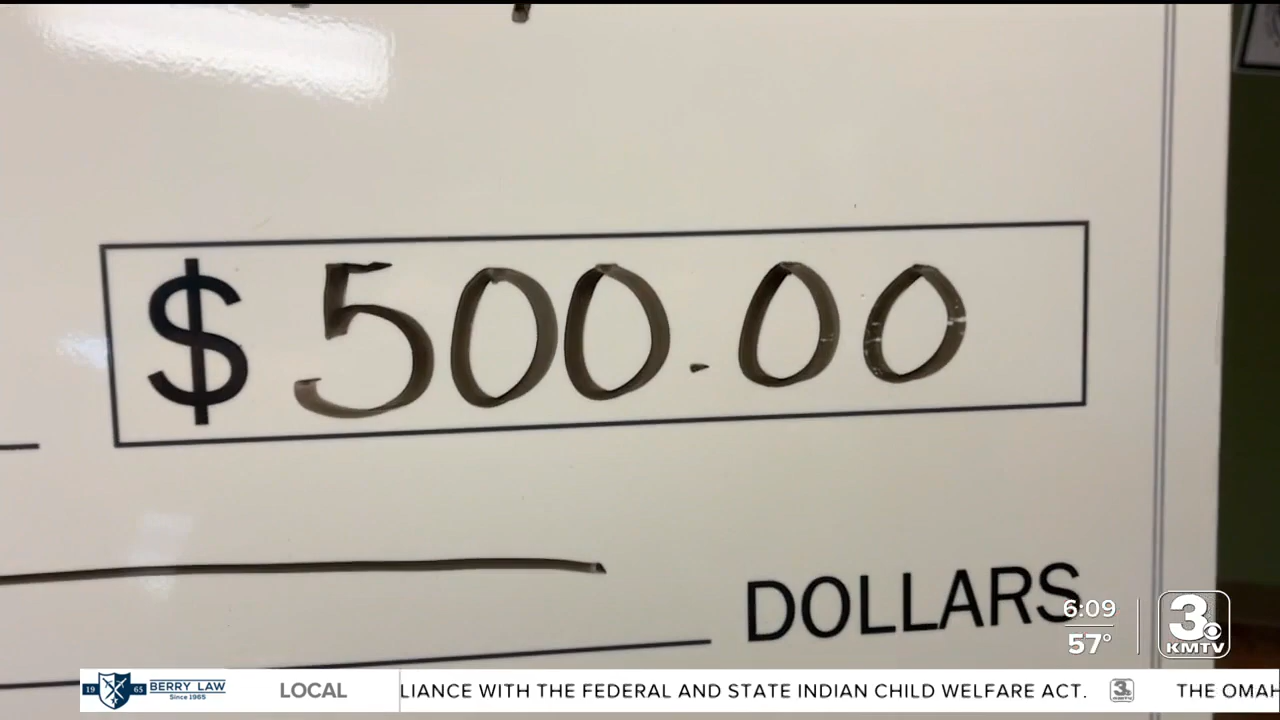 $ 500.00
DOLLARS
6:09
57°
3
KMTV
19 65 BERRY LAW
Since 1965
LOCAL
LIANCE WITH THE FEDERAL AND STATE INDIAN CHILD WELFARE ACT.
3
THE OMAH